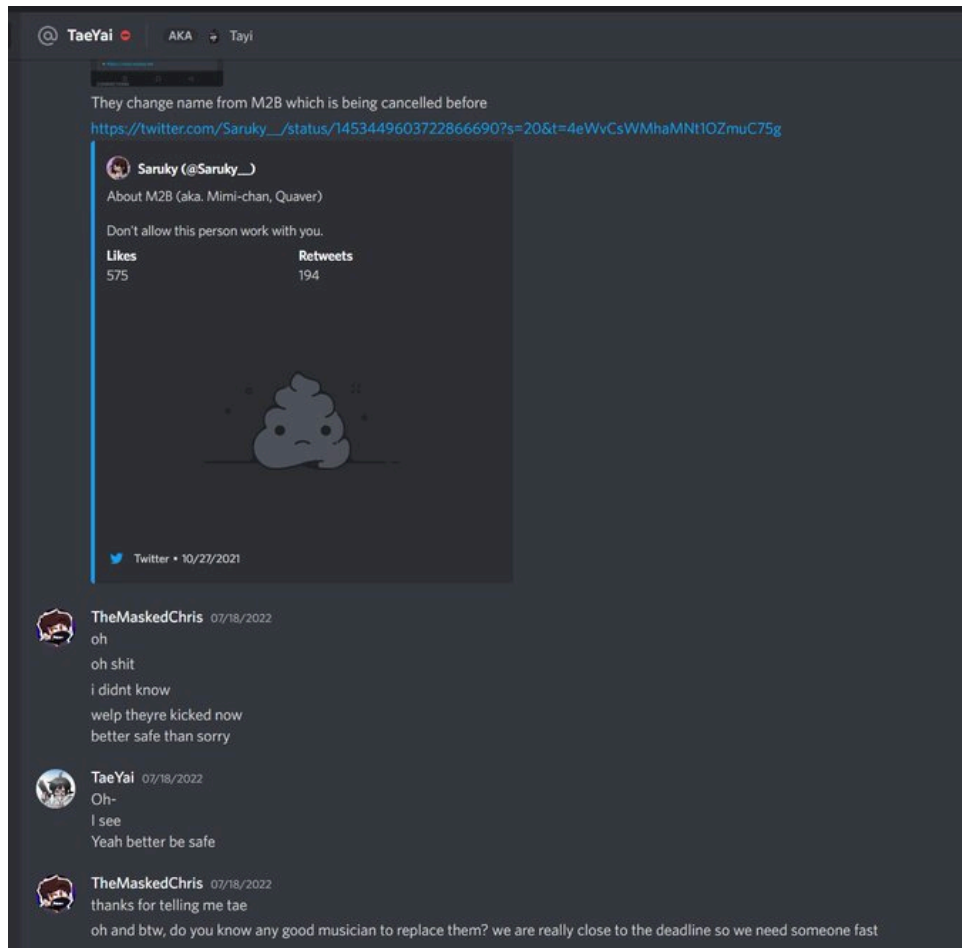 TaeYai AKA Tayi
They change name from M2B which is being cancelled before
https://twitter.com/Saruky__/status/1453449603722866690?s=20&t=4eWvCsWMhaMNt1OZmuC75g
Saruky (@Saruky__)
About M2B (aka. Mimi-chan, Quaver)
Don't allow this person work with you.
Likes Retweets
575 194
Twitter • 10/27/2021
TheMaskedChris 07/18/2022
oh
oh shit
i didnt know
welp theyre kicked now
better safe than sorry
TaeYai 07/18/2022
Oh-
I see
Yeah better be safe
TheMaskedChris 07/18/2022
thanks for telling me tae
oh and btw, do you know any good musician to replace them? we are really close to the deadline so we need someone fast